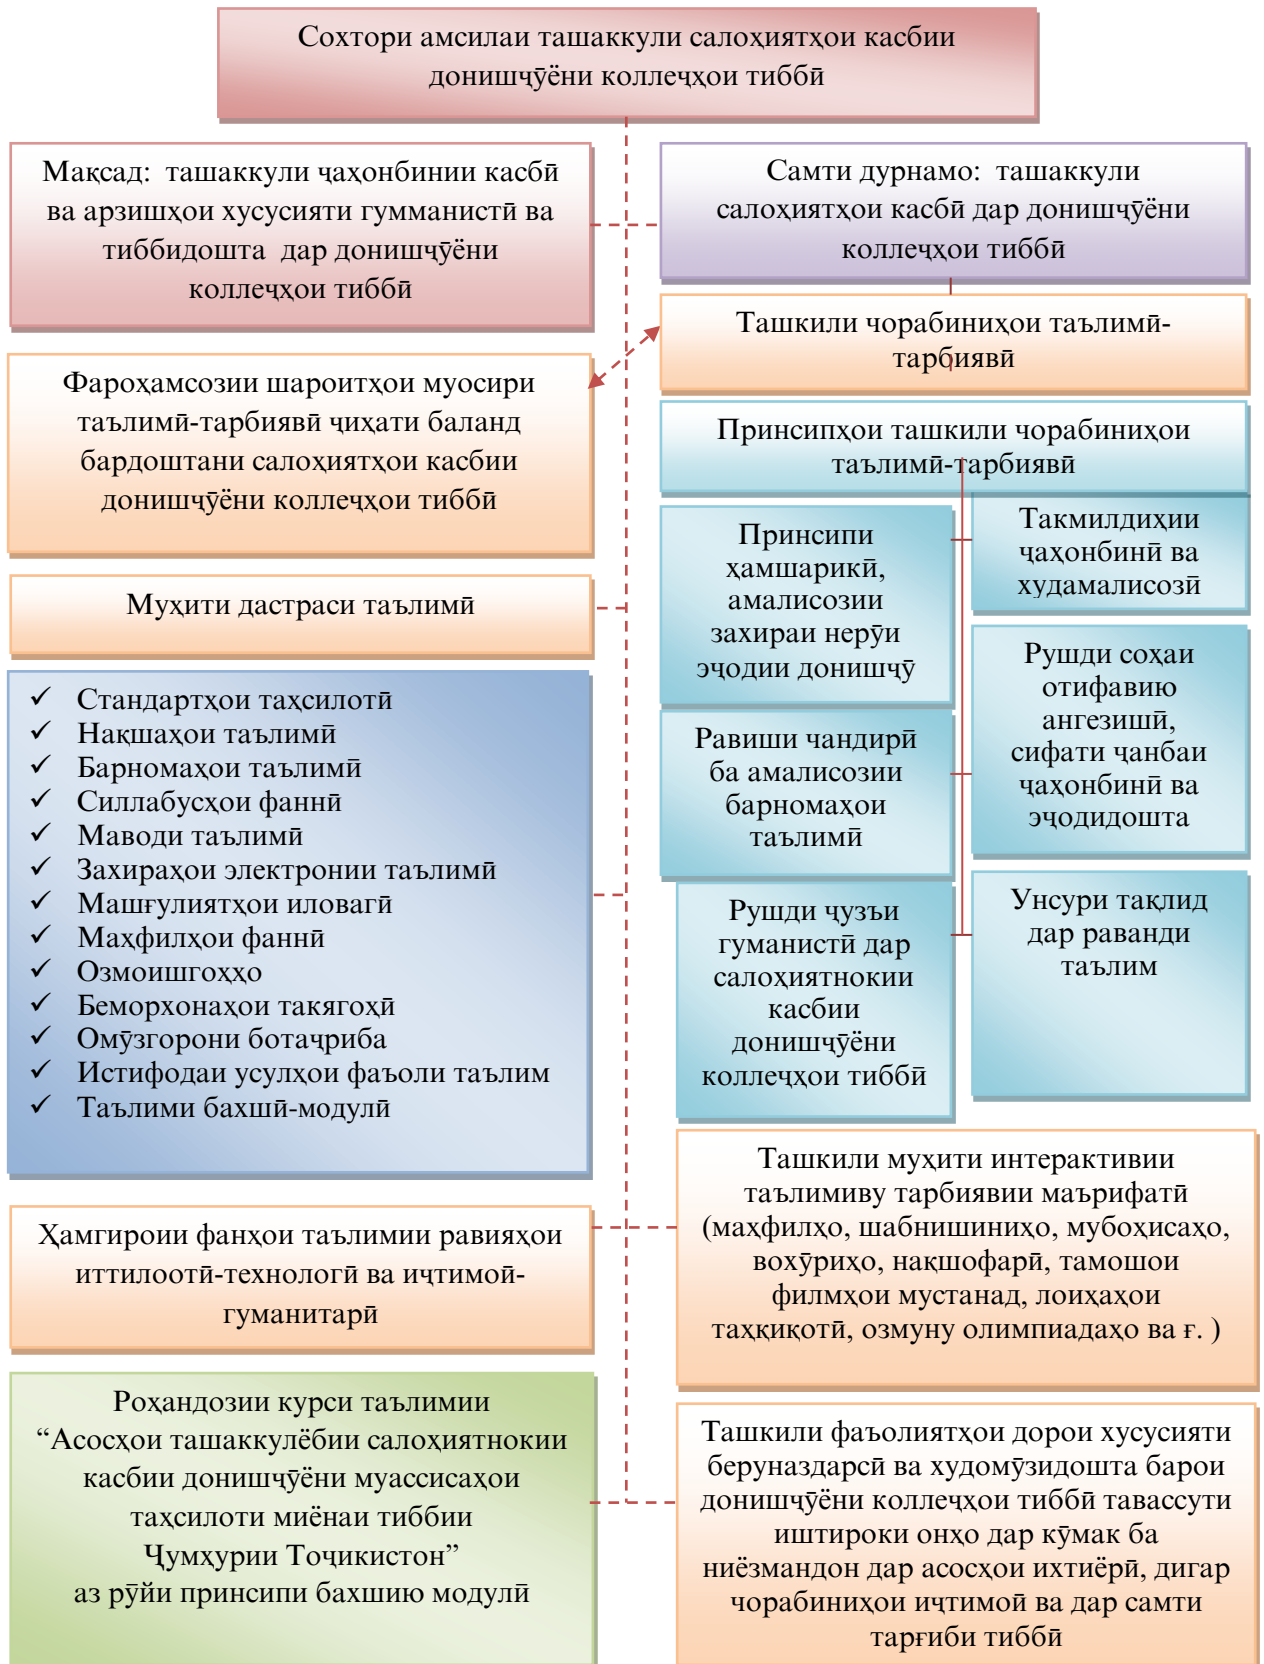 Сохтори амсилаи ташаккули салоҳиятҳои касбии
донишҷӯёни коллеҷҳои тиббӣ
Мақсад: ташаккули ҷаҳонбинии касбӣ
ва арзишҳои хусусияти гумманистӣ ва
тиббидошта дар донишҷӯёни
коллеҷҳои тиббӣ
Самти дурнамо: ташаккули
салоҳиятҳои касбӣ дар донишҷӯёни
коллеҷҳои тиббӣ
Ташкили чорабиниҳои таълимӣ-
тарбиявӣ
Фароҳамсозии шароитҳои муосири
таълимӣ-тарбиявӣ ҷиҳати баланд
бардоштани салоҳиятҳои касбии
донишҷӯёни коллеҷҳои тиббӣ
Принсипҳои ташкили чорабиниҳои
таълимӣ-тарбиявӣ
Принсипи
ҳамшарикӣ,
амалисозии
захираи нерӯи
эҷодии донишҷӯ
Такмилдиҳии
ҷаҳонбинӣ ва
худамалисозӣ
Муҳити дастраси таълимӣ
Рушди соҳаи
отифавию
ангезишӣ,
сифати ҷанбаи
ҷаҳонбинӣ ва
эҷодидошта
✓ Стандартҳои таҳсилотӣ
✓ Нақшаҳои таълимӣ
✓ Барномаҳои таълимӣ
✓ Силлабусҳои фаннӣ
✓ Маводи таълимӣ
✓ Захираҳои электронии таълимӣ
✓ Машғулиятҳои иловагӣ
✓ Маҳфилҳои фаннӣ
✓ Озмоишгоҳҳо
✓ Беморхонаҳои такягоҳӣ
✓ Омӯзгорони ботаҷриба
✓ Истифодаи усулҳои фаъоли таълим
✓ Таълими бахшӣ-модулӣ
Равиши чандирӣ
ба амалисозии
барномаҳои
таълимӣ
Рушди ҷузъи
гуманистӣ дар
салоҳиятнокии
касбии
донишҷӯёни
коллеҷҳои тиббӣ
Унсури тақлид
дар раванди
таълим
Ҳамгироии фанҳои таълимии равияҳои
иттилоотӣ-технологӣ ва иҷтимоӣ-
гуманитарӣ
Ташкили муҳити интерактивии
таълимиву тарбиявии маърифатӣ
(маҳфилҳо, шабнишиниҳо, мубоҳисаҳо,
вохӯриҳо, нақшофарӣ, тамошои
филмҳои мустанад, лоиҳаҳои
таҳқиқотӣ, озмуну олимпиадаҳо ва ғ. )
Роҳандозии курси таълимии
“Асосҳои ташаккулёбии салоҳиятнокии
касбии донишҷӯёни муассисаҳои
таҳсилоти миёнаи тиббии
Ҷумҳурии Тоҷикистон”
аз рӯйи принсипи бахшию модулӣ
Ташкили фаъолиятҳои дорои хусусияти
беруназдарсӣ ва худомӯзидошта барои
донишҷӯёни коллеҷҳои тиббӣ тавассути
иштироки онҳо дар кӯмак ба
ниёзмандон дар асосҳои ихтиёрӣ, дигар
чорабиниҳои иҷтимоӣ ва дар самти
тарғиби тиббӣ